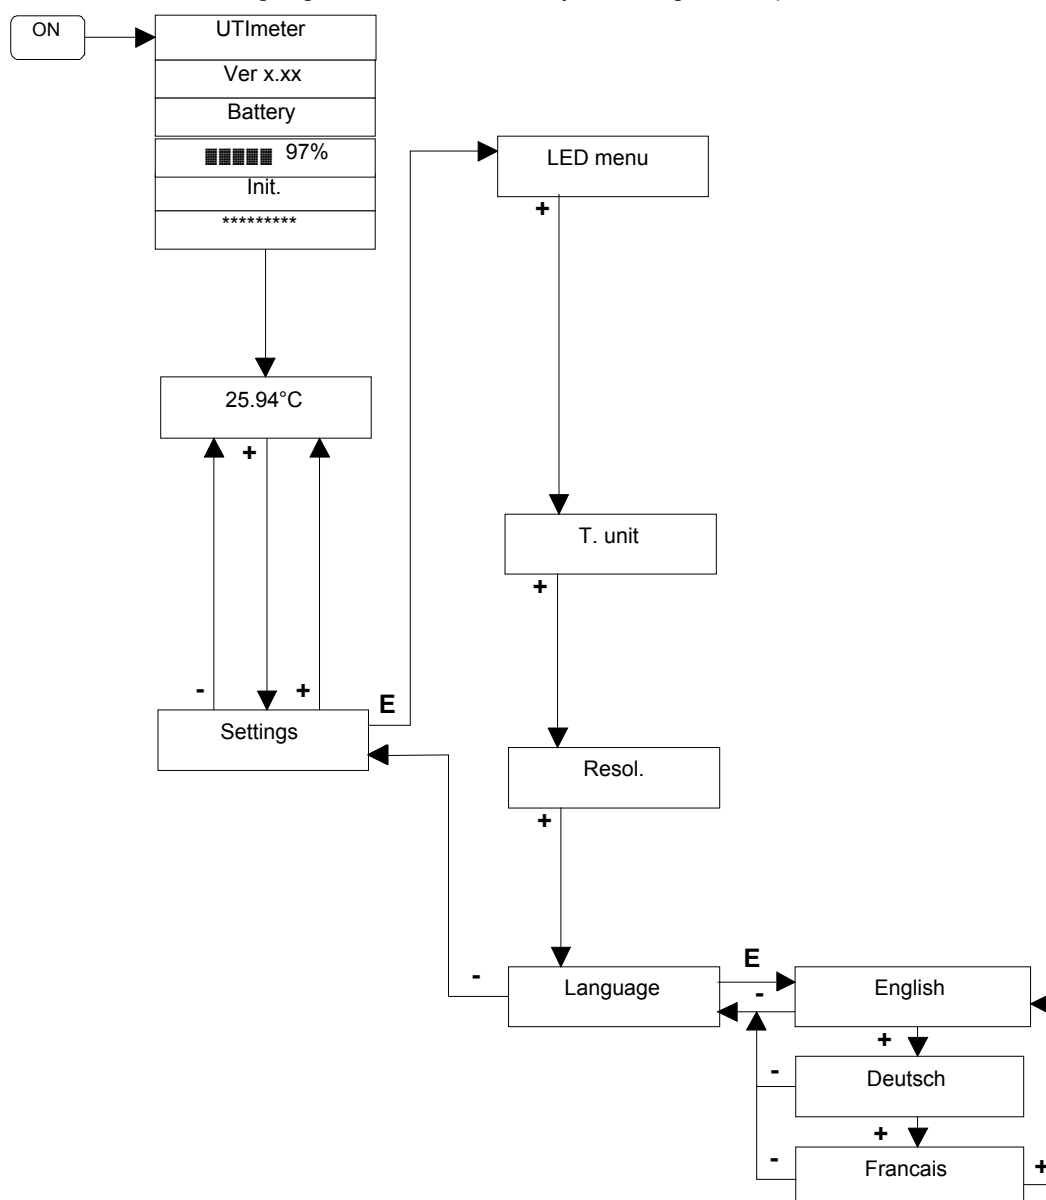 ON
UTImeter
Ver x.xx
Battery
97%
Init.
*********
LED menu
+
25.94°C
+
T. unit
+
-
+
E
Settings
Resol.
+
E
-
Language
-
English
+
-
Deutsch
+
-
Francais
+